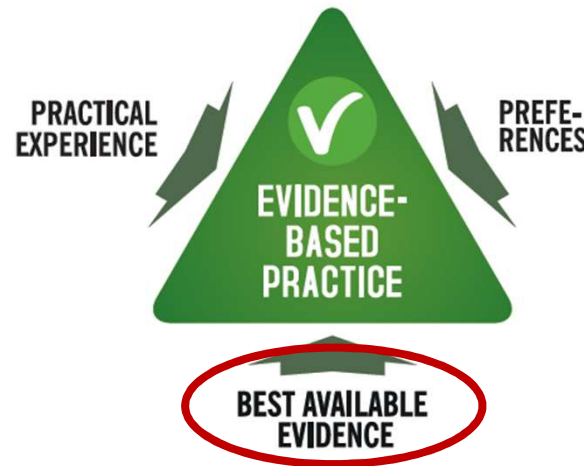 PRACTICAL
EXPERIENCE
PREFE-
RENCES
EVIDENCE-
BASED
PRACTICE
BEST AVAILABLE
EVIDENCE